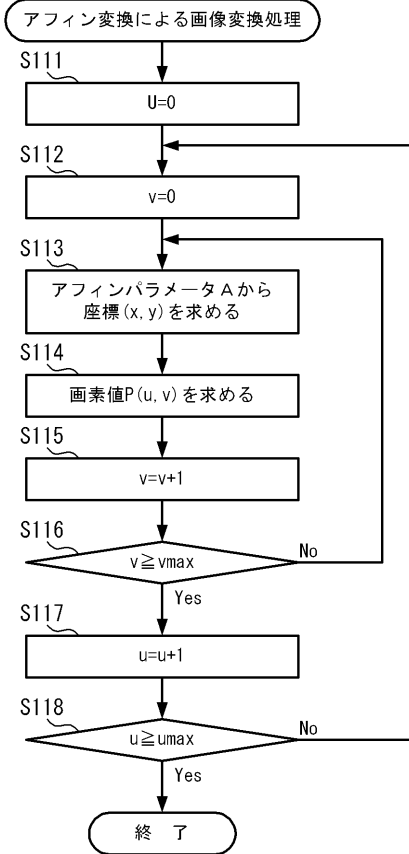 アフィン変換による画像変換処理
S111
U=0
S112
v=0
S113
アフィンパラメータAから
座標(x,y)を求める
S114
画素値P(u,v)を求める
S115
v=v+1
S116
v≧vmax
No
Yes
S117
u=u+1
S118
u≧umax
No
Yes
終 了